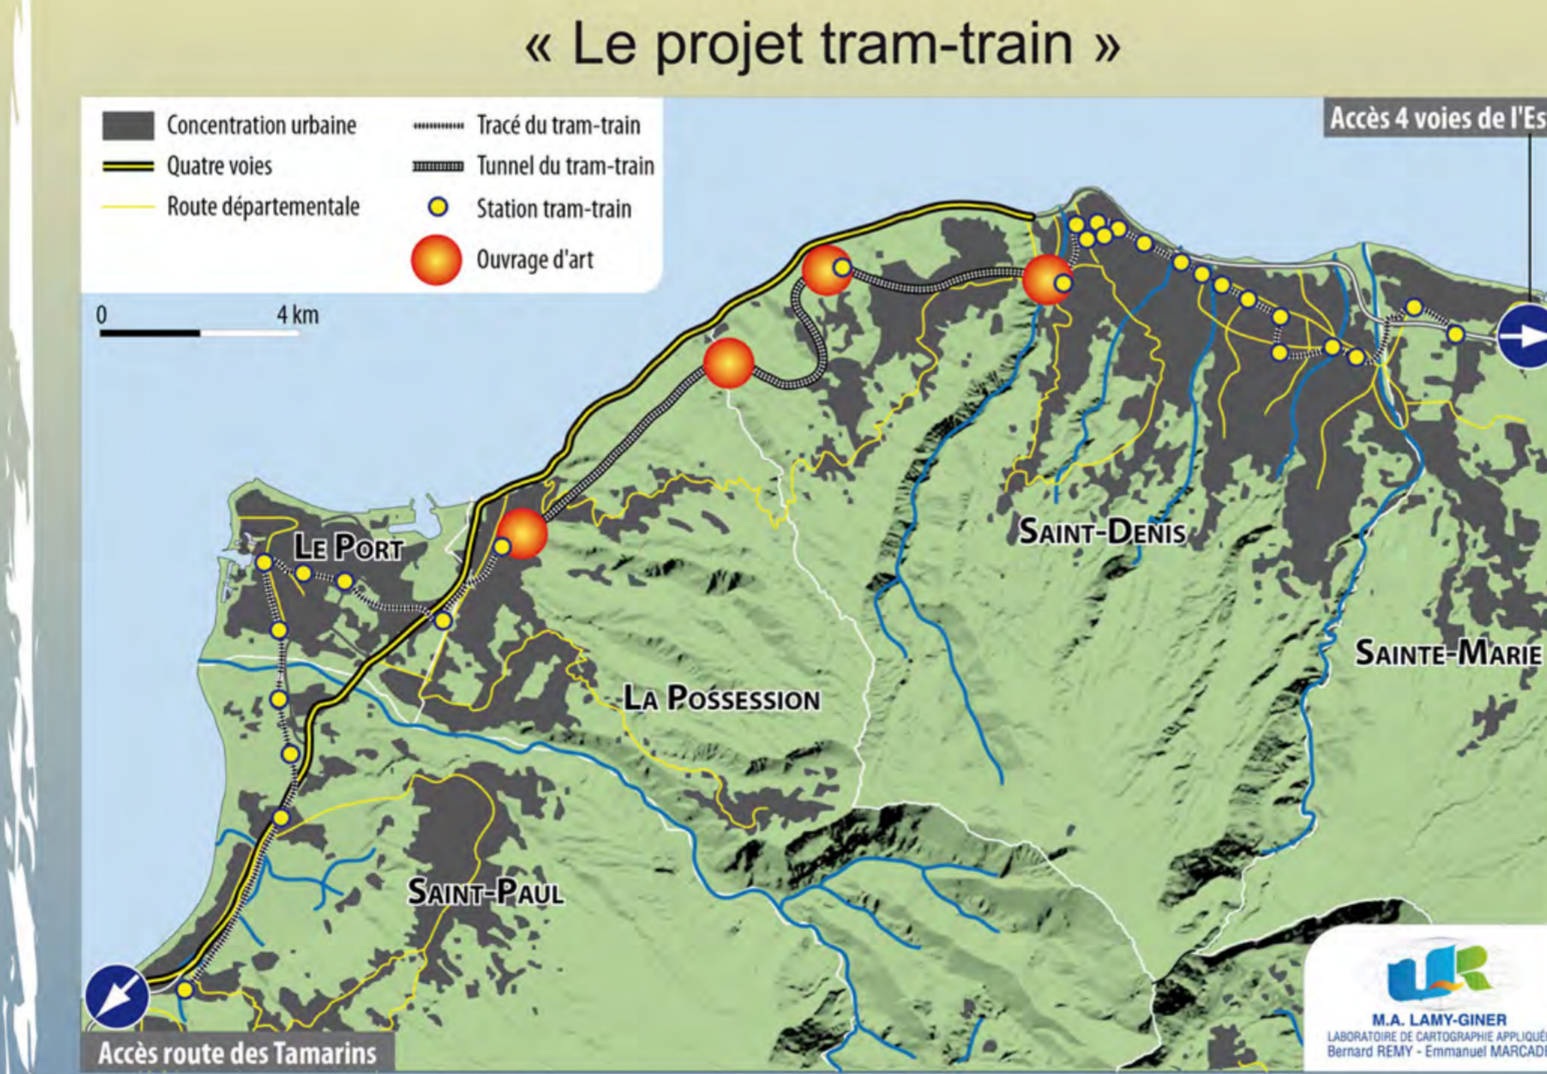 « Le projet tram-train »
Concentration urbaine
Quatre voies
Route départementale
Tracé du tram-train
Tunnel du tram-train
Station tram-train
Ouvrage d'art
0 4 km
Accès 4 voies de l'Es
LE PORT
SAINT-DENIS
SAINTE-MARIE
LA POSSESSION
SAINT-PAUL
Accès route des Tamarins
UR
M.A. LAMY-GINER
LABORATOIRE DE CARTOGRAPHIE APPLIQUÉ
Bernard REMY - Emmanuel MARCADE